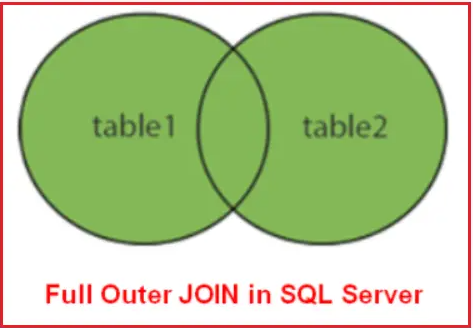 table1
table2
Full Outer JOIN in SQL Server